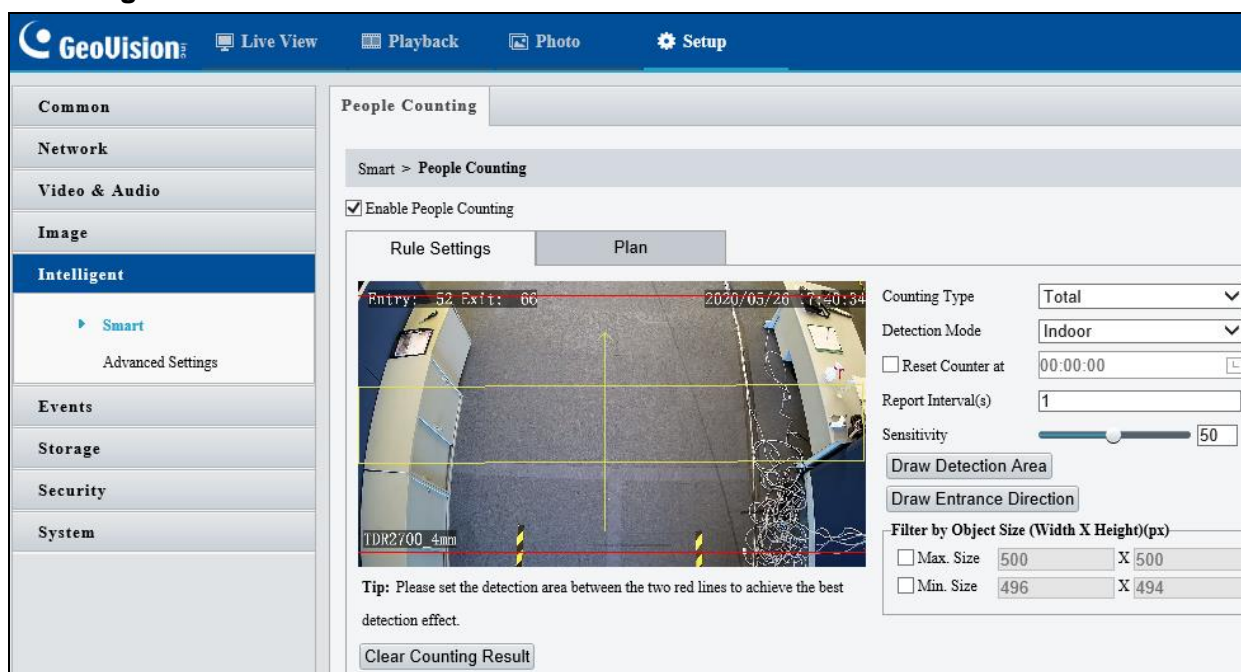 GeoVision Live View Playback Photo Setup
Common
Network
Video & Audio
Image
Intelligent
Smart
Advanced Settings
Events
Storage
Security
System
People Counting
Smart > People Counting
Enable People Counting
Rule Settings Plan
Entry: 52 Exit: 66 2020/05/26 17:40:34
TDR2700_4mm
Tip: Please set the detection area between the two red lines to achieve the best
detection effect.
Clear Counting Result
Counting Type Total
Detection Mode Indoor
Reset Counter at 00:00:00
Report Interval(s) 1
Sensitivity 50
Draw Detection Area
Draw Entrance Direction
Filter by Object Size (Width X Height)(px)
Max. Size 500 X 500
Min. Size 496 X 494